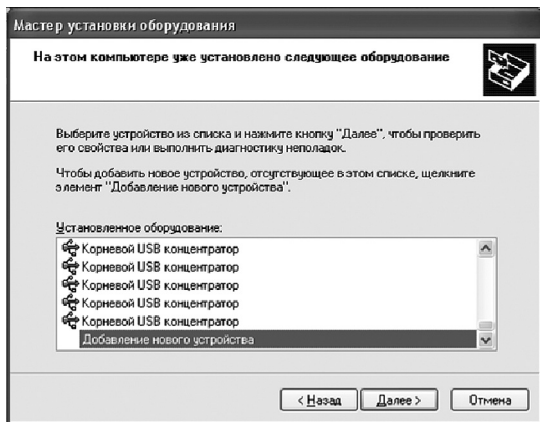 Мастер установки оборудования
На этом компьютере уже установлено следующее оборудование
Выберите устройство из списка и нажмите кнопку "Далее", чтобы проверить
его свойства или выполнить диагностику неполадок.
Чтобы добавить новое устройство, отсутствующее в этом списке, щелкните
элемент "Добавление нового устройства".
Установленное оборудование:
Корневой USB концентратор
Корневой USB концентратор
Корневой USB концентратор
Корневой USB концентратор
Корневой USB концентратор
Добавление нового устройства
< Назад Далее > Отмена